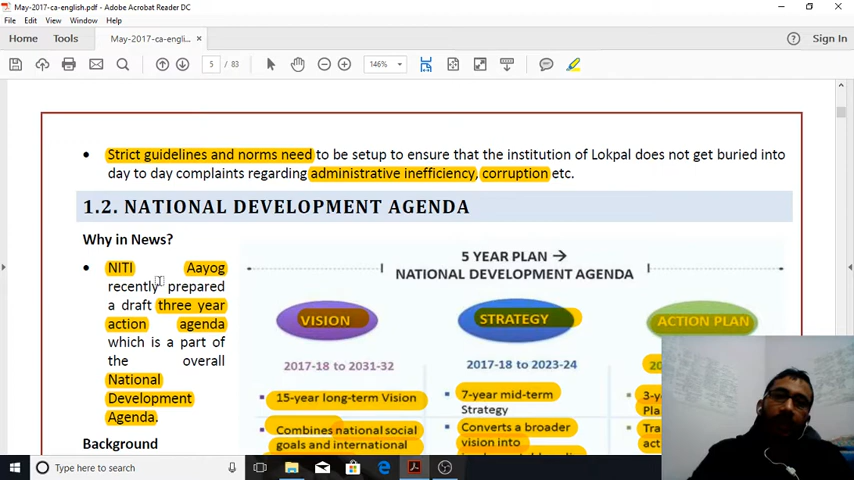 May-2017-ca-english.pdf - Adobe Acrobat Reader DC
File Edit View Window Help
Home Tools May-2017-ca-engli... × Sign In
5 / 83 146%
• Strict guidelines and norms need to be setup to ensure that the institution of Lokpal does not get buried into
day to day complaints regarding administrative inefficiency, corruption etc.
1.2. NATIONAL DEVELOPMENT AGENDA
Why in News?
• NITI Aayog
recently prepared
a draft three year
action agenda
which is a part of
the overall
National
Development
Agenda.
Background
5 YEAR PLAN →
NATIONAL DEVELOPMENT AGENDA
VISION
2017-18 to 2031-32
▪ 15-year long-term Vision
▪ Combines national social
goals and international
STRATEGY
2017-18 to 2023-24
▪ 7-year mid-term
Strategy
▪ Converts a broader
vision into
ACTION PLAN
Type here to search